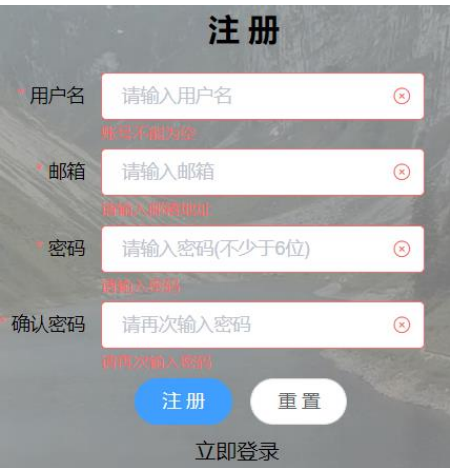 注册
* 用户名
请输入用户名
账号不能为空
* 邮箱
请输入邮箱
请输入邮箱地址
* 密码
请输入密码(不少于6位)
请输入密码
* 确认密码
请再次输入密码
请再次输入密码
注册
重置
立即登录